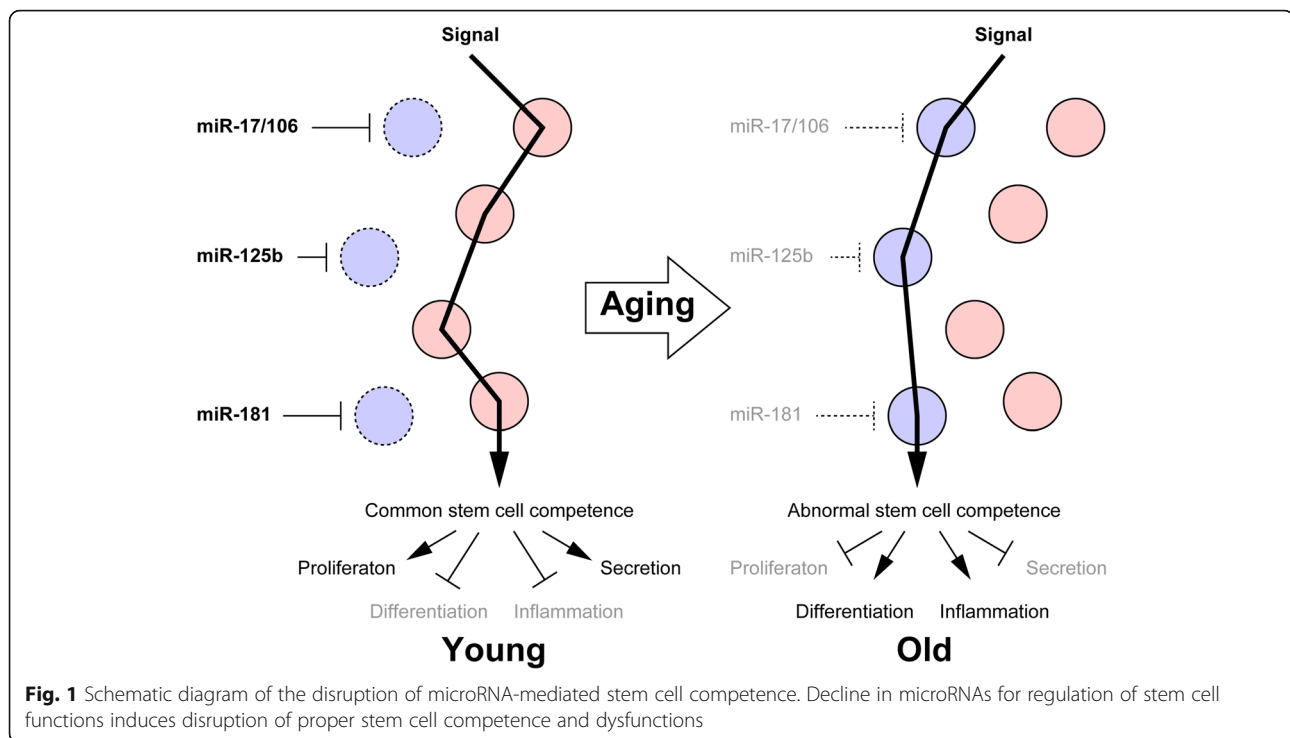 Signal
miR-17/106
miR-125b
miR-181
Common stem cell competence
Proliferaton
Secretion
Differentiation
Inflammation
Young
Aging
Signal
miR-17/106
miR-125b
miR-181
Abnormal stem cell competence
Proliferaton
Secretion
Differentiation
Inflammation
Old
Fig. 1 Schematic diagram of the disruption of microRNA-mediated stem cell competence. Decline in microRNAs for regulation of stem cell
functions induces disruption of proper stem cell competence and dysfunctions